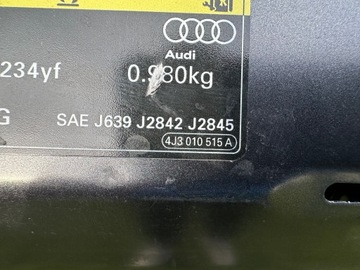 Audi
234yf 0.980kg
G SAE J639 J2842 J2845
4J3 010 515 A